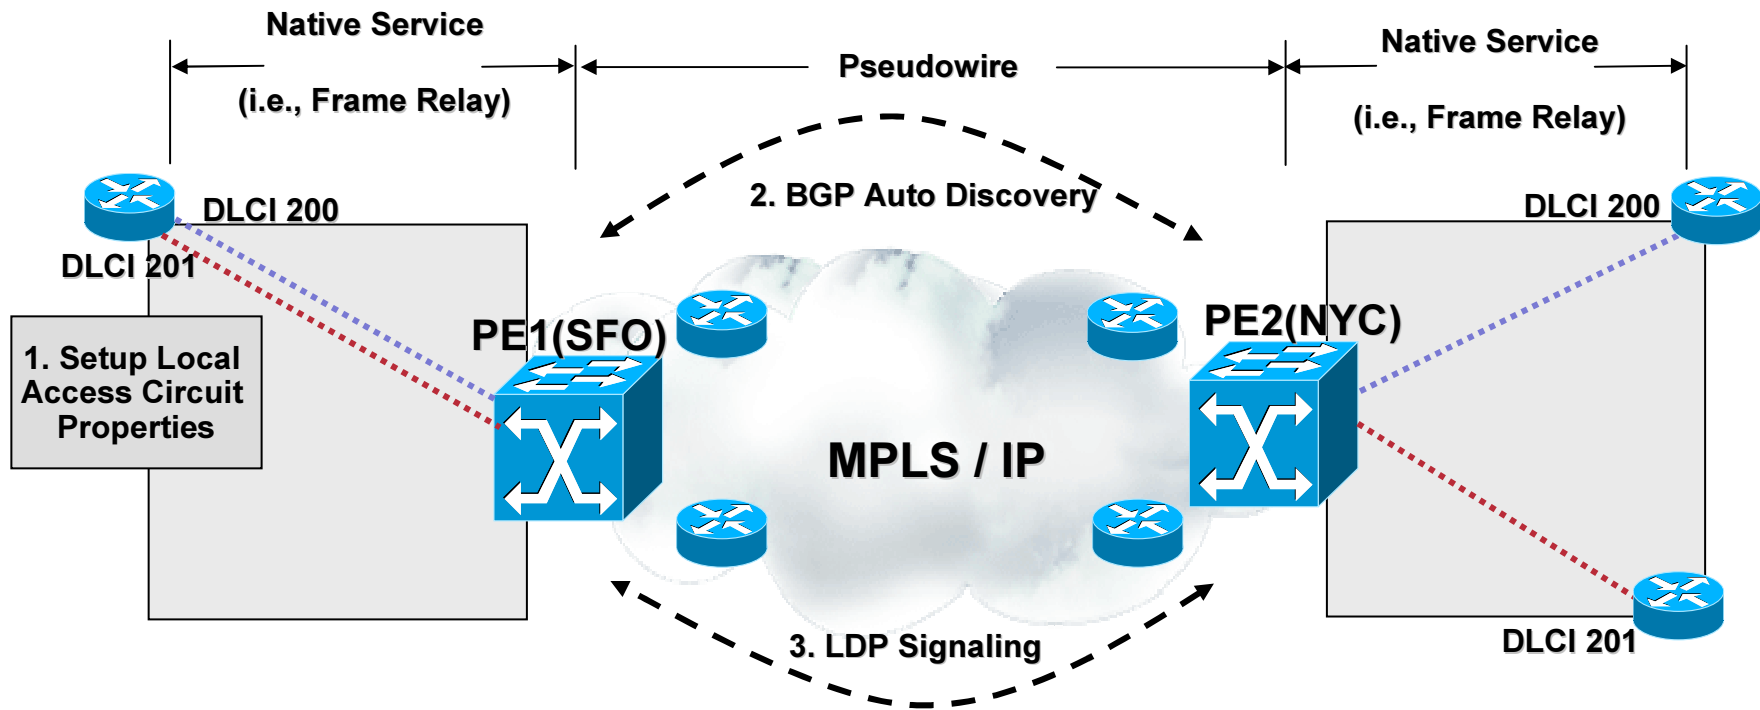 Native Service
(i.e., Frame Relay)
Pseudowire
Native Service
(i.e., Frame Relay)
2. BGP Auto Discovery
DLCI 200
DLCI 201
DLCI 200
1. Setup Local
Access Circuit
Properties
PE1(SFO)
PE2(NYC)
MPLS / IP
3. LDP Signaling
DLCI 201